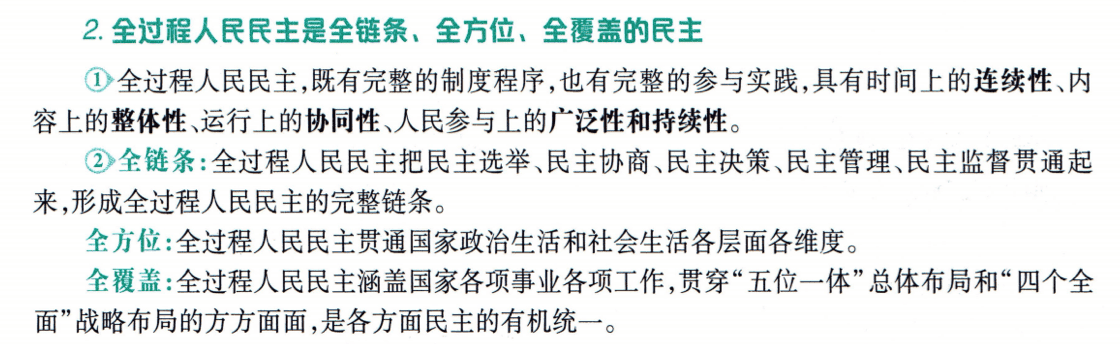 2. 全过程人民民主是全链条、全方位、全覆盖的民主
①全过程人民民主,既有完整的制度程序,也有完整的参与实践,具有时间上的连续性、内
容上的整体性、运行上的协同性、人民参与上的广泛性和持续性。
②全链条:全过程人民民主把民主选举、民主协商、民主决策、民主管理、民主监督贯通起
来,形成全过程人民民主的完整链条。
全方位:全过程人民民主贯通国家政治生活和社会生活各层面各维度。
全覆盖:全过程人民民主涵盖国家各项事业各项工作,贯穿“五位一体”总体布局和“四个全
面”战略布局的方方面面,是各方面民主的有机统一。